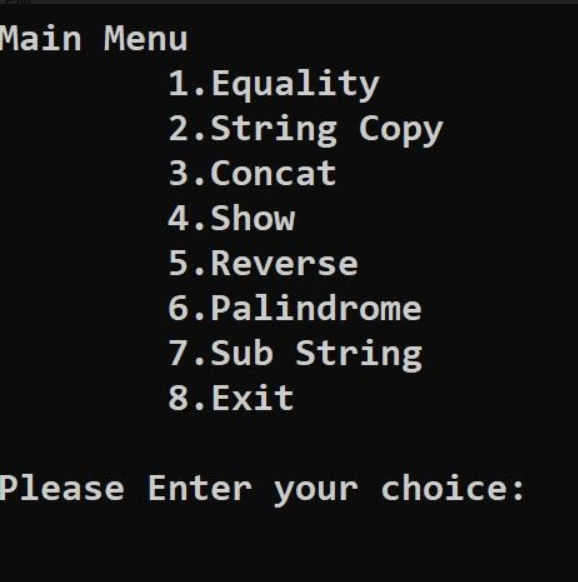 Main Menu
1.Equality
2.String Copy
3.Concat
4.Show
5.Reverse
6.Palindrome
7.Sub String
8.Exit
Please Enter your choice: